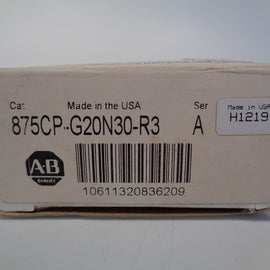 Cat Made in the USA Ser
875CP-G20N30-R3 A
Made in USA
H1219
AB
QUALITY
10611320836209